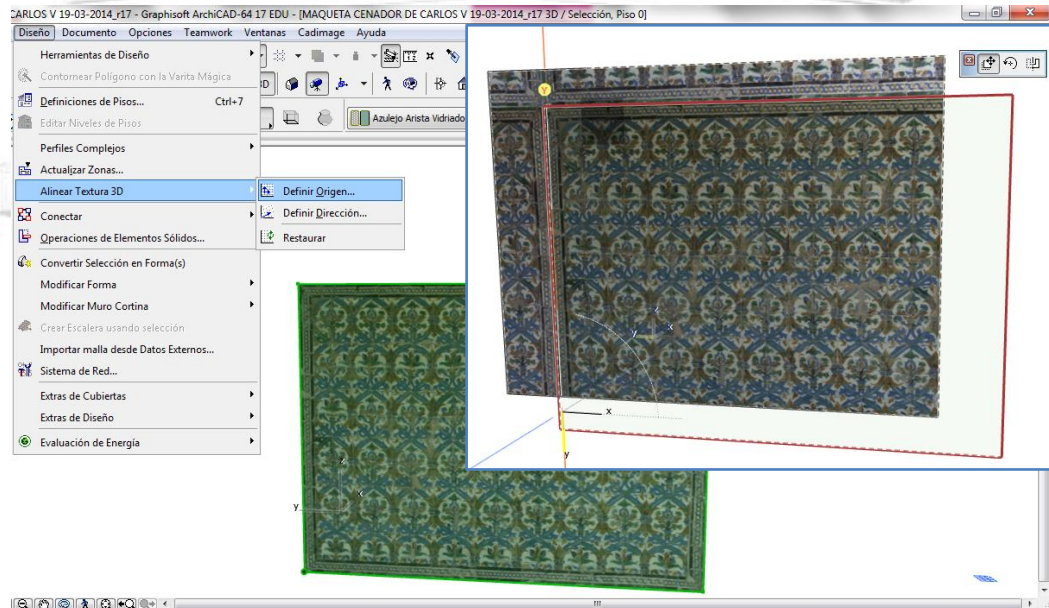 CARLOS V 19-03-2014_r17 - Graphisoft ArchiCAD-64 17 EDU - [MAQUETA CENADOR DE CARLOS V 19-03-2014_r17 3D / Selección, Piso 0]
Diseño Documento Opciones Teamwork Ventanas Cadimage Ayuda
Herramientas de Diseño
Contornear Polígono con la Varita Mágica
Definiciones de Pisos... Ctrl+7
Editar Niveles de Pisos
Azulejo Arista Vidriado
Perfiles Complejos
Actualizar Zonas...
Alinear Textura 3D
Definir Origen...
Conectar
Definir Dirección...
Operaciones de Elementos Sólidos...
Restaurar
Convertir Selección en Forma(s)
Modificar Forma
Modificar Muro Cortina
Crear Escalera usando selección
Importar malla desde Datos Externos...
Sistema de Red...
Extras de Cubiertas
Extras de Diseño
Evaluación de Energía
Y
z
y
x
x
y
z
x
y